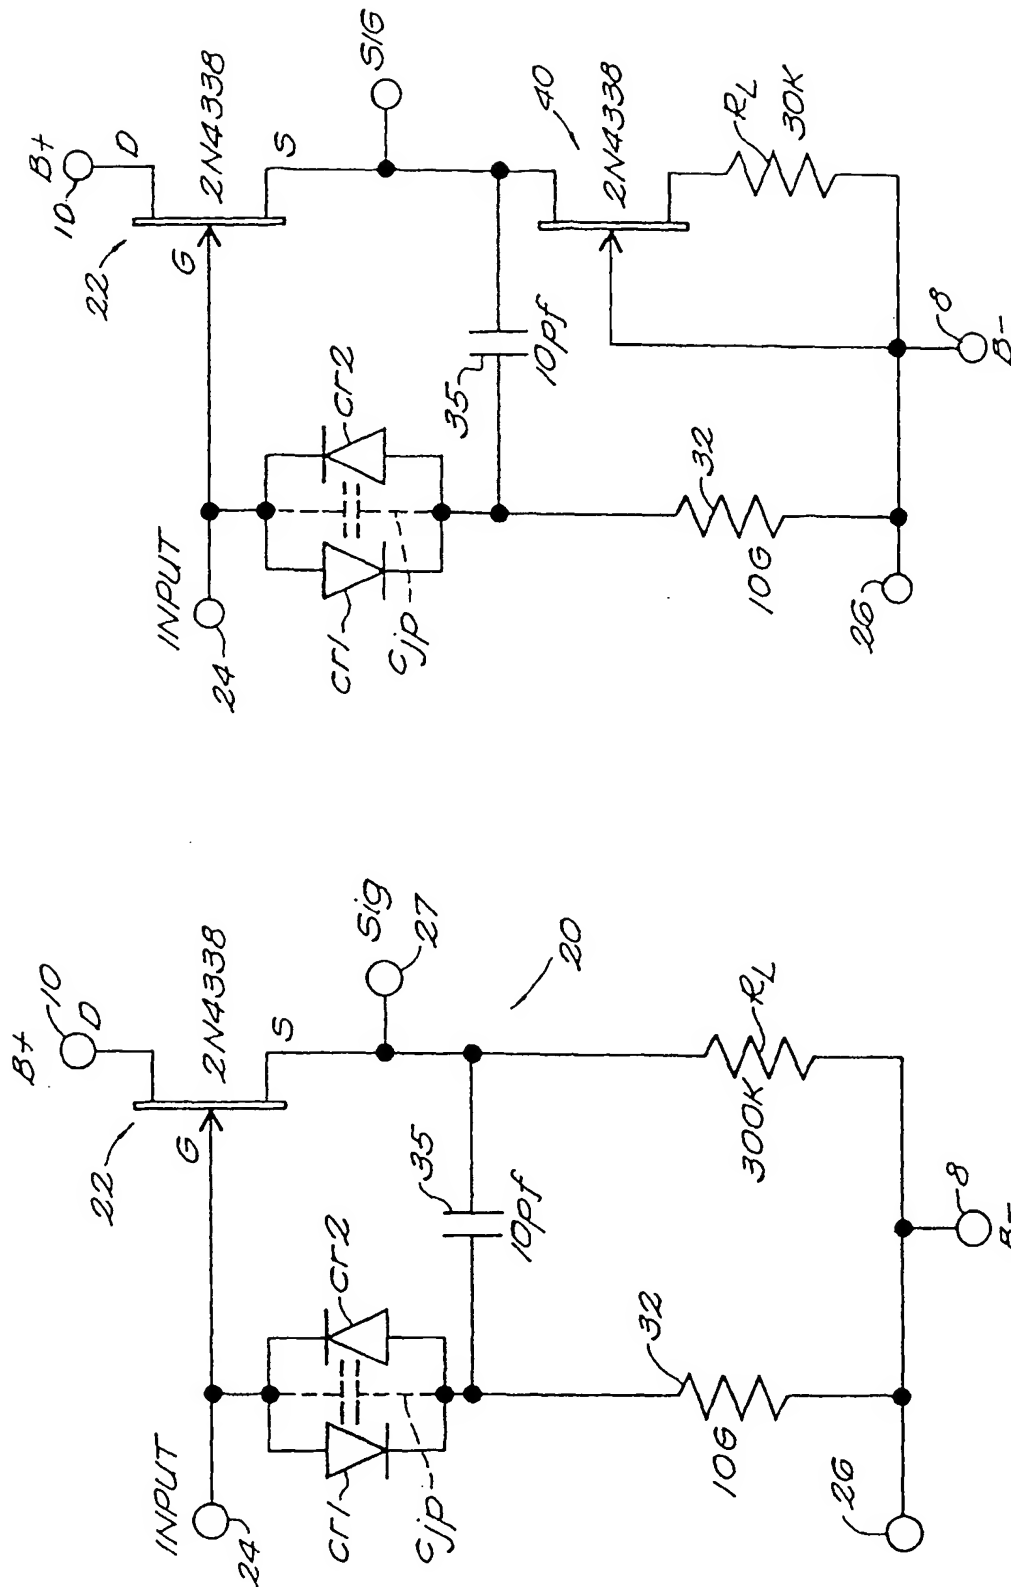 B+
10
D
22
2N4338
G
S
SIG
INPUT
24
cr1
cr2
Cjp
35
10pf
40
2N4338
RL
30K
32
10G
26
8
B-
B+
10
D
22
2N4338
G
S
Sig
27
20
INPUT
24
cr1
cr2
Cjp
35
10pf
RL
300K
32
10G
26
8
B-